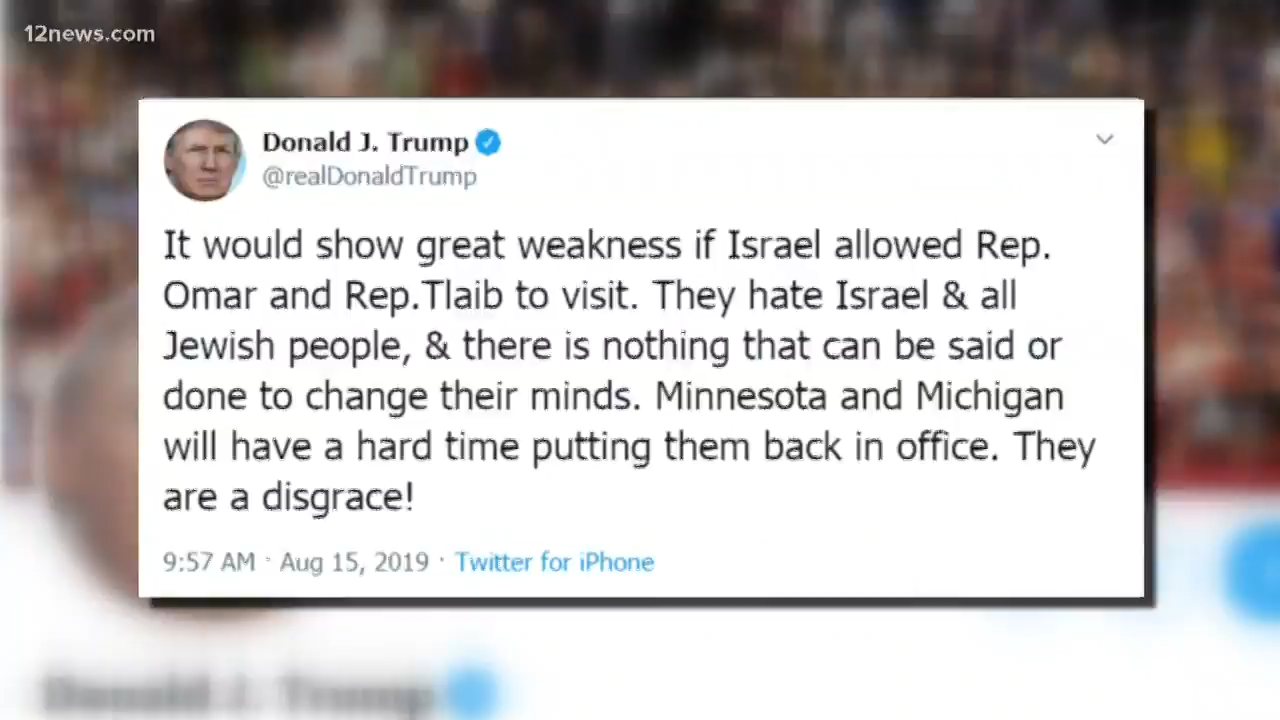 12news.com
Donald J. Trump
@realDonaldTrump
It would show great weakness if Israel allowed Rep.
Omar and Rep.Tlaib to visit. They hate Israel & all
Jewish people, & there is nothing that can be said or
done to change their minds. Minnesota and Michigan
will have a hard time putting them back in office. They
are a disgrace!
9:57 AM · Aug 15, 2019 · Twitter for iPhone
Donald J. Trump